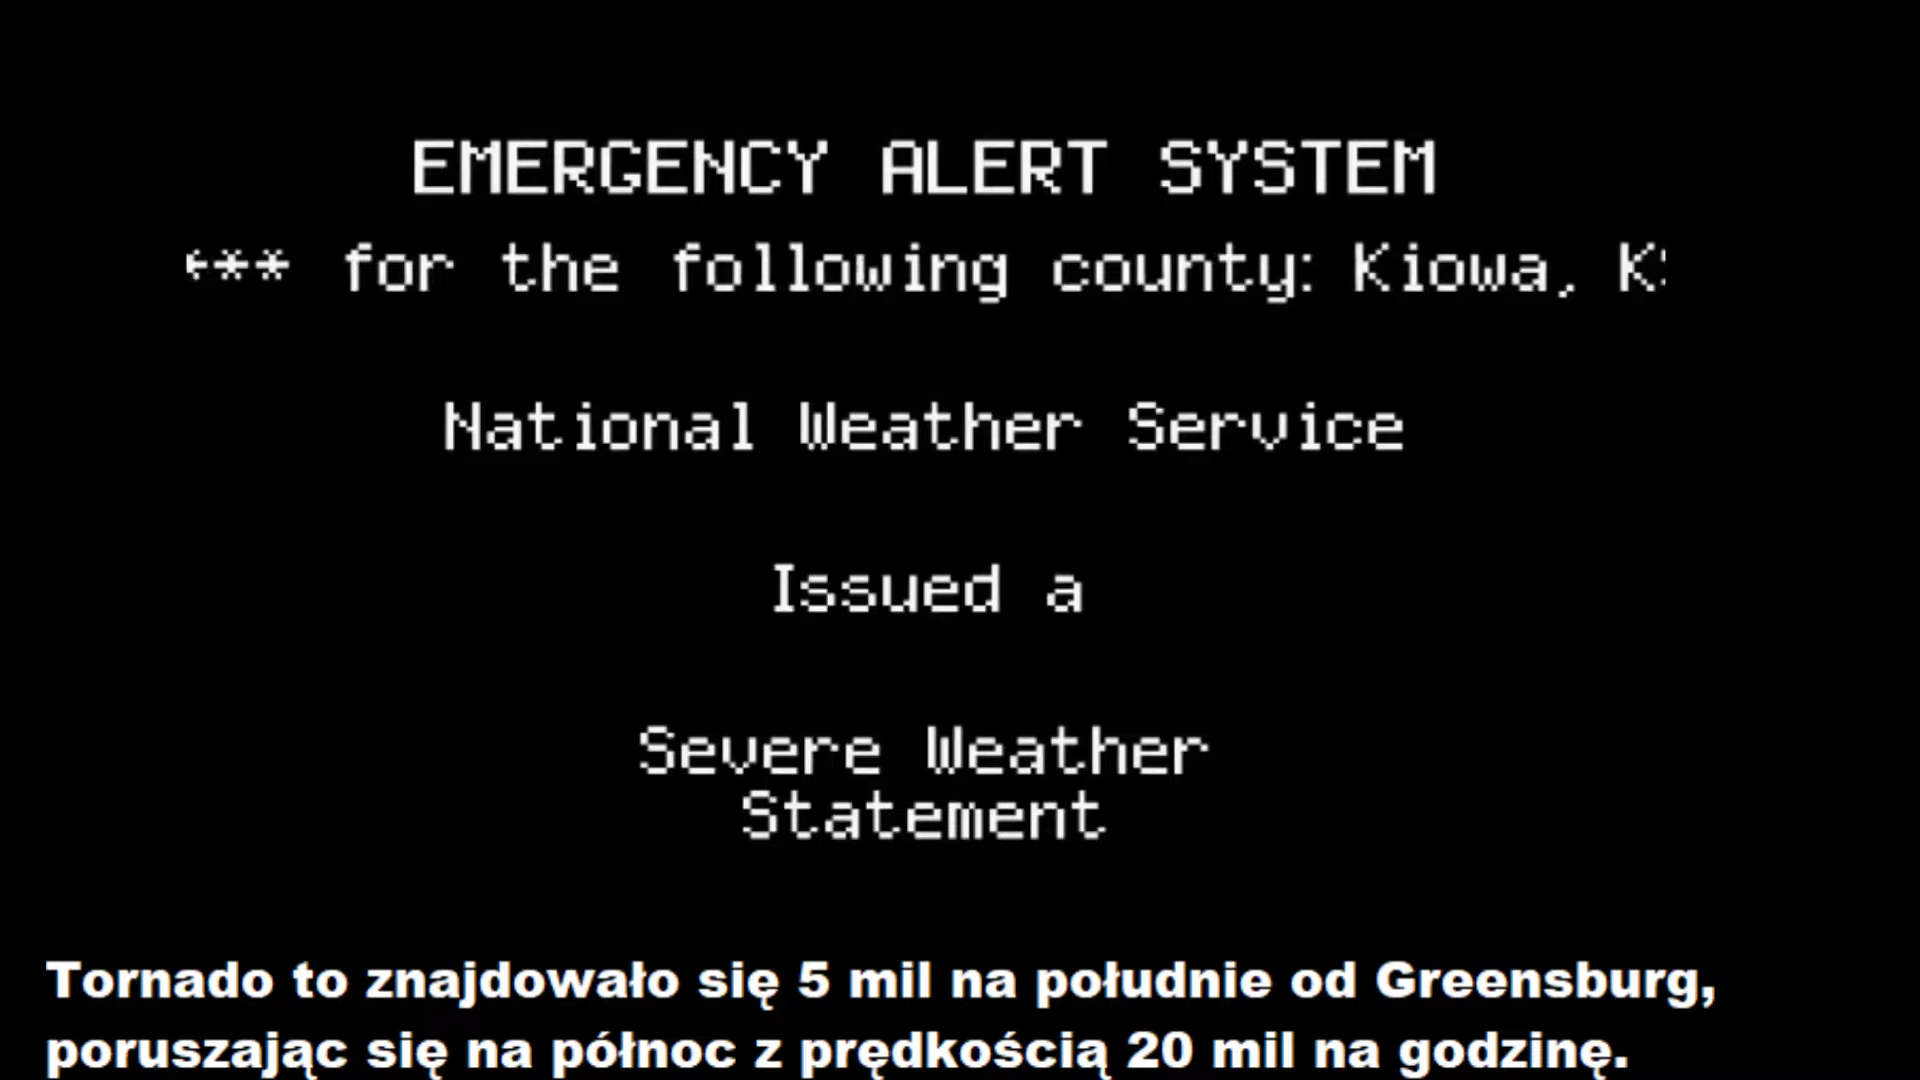 EMERGENCY ALERT SYSTEM
*** for the following county: Kiowa,
National Weather Service
Issued a
Severe Weather
Statement
Tornado to znajdowało się 5 mil na południe od Greensburg,
poruszając się na północ z prędkością 20 mil na godzinę.